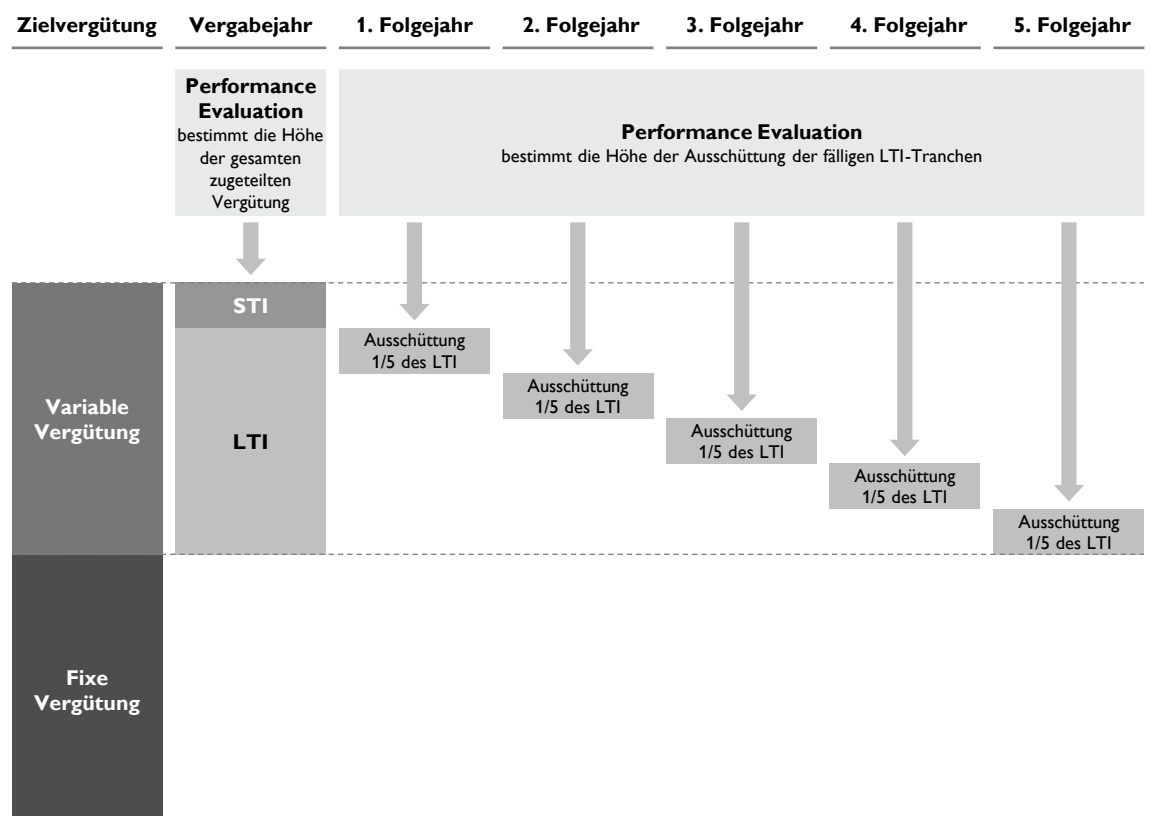 Zielvergütung
Vergabejahr
1. Folgejahr
2. Folgejahr
3. Folgejahr
4. Folgejahr
5. Folgejahr
Performance
Evaluation
bestimmt die Höhe
der gesamten
zugeteilten
Vergütung
Performance Evaluation
bestimmt die Höhe der Ausschüttung der fälligen LTI-Tranchen
Variable
Vergütung
STI
LTI
Ausschüttung
1/5 des LTI
Ausschüttung
1/5 des LTI
Ausschüttung
1/5 des LTI
Ausschüttung
1/5 des LTI
Ausschüttung
1/5 des LTI
Fixe
Vergütung